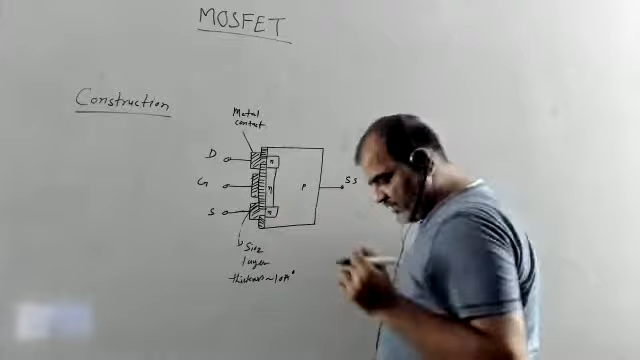 MOSFET
Construction
Metal
contact
D
G
S
n
n
n
P
SS
SiO2
layer
thickness ~ 10A°